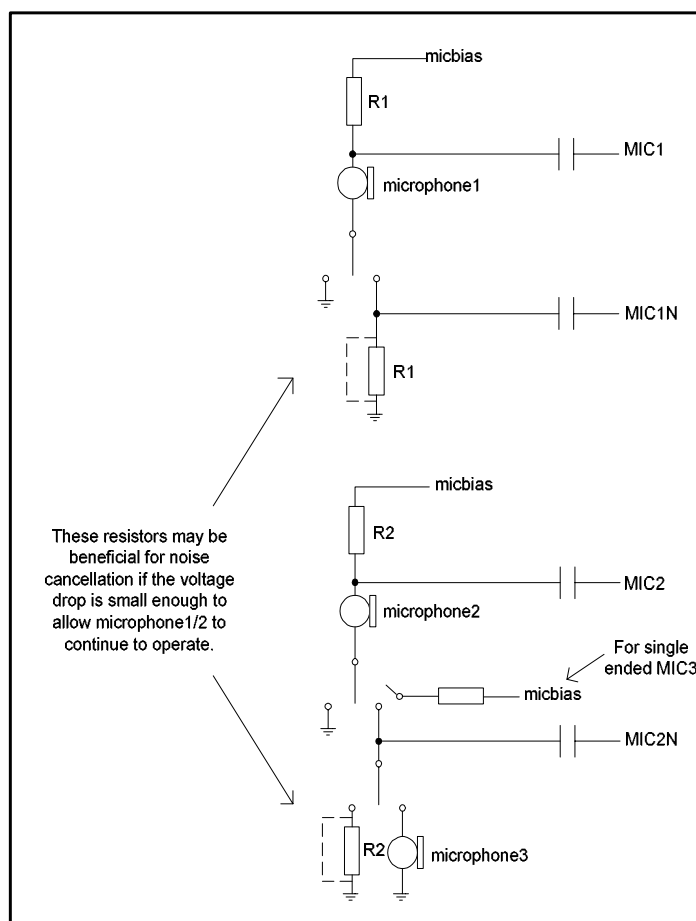 micbias
R1
MIC1
microphone1
MIC1N
R1
micbias
R2
These resistors may be
beneficial for noise
cancellation if the voltage
drop is small enough to
allow microphone1/2 to
continue to operate.
MIC2
microphone2
For single
ended MIC3
micbias
MIC2N
R2
microphone3